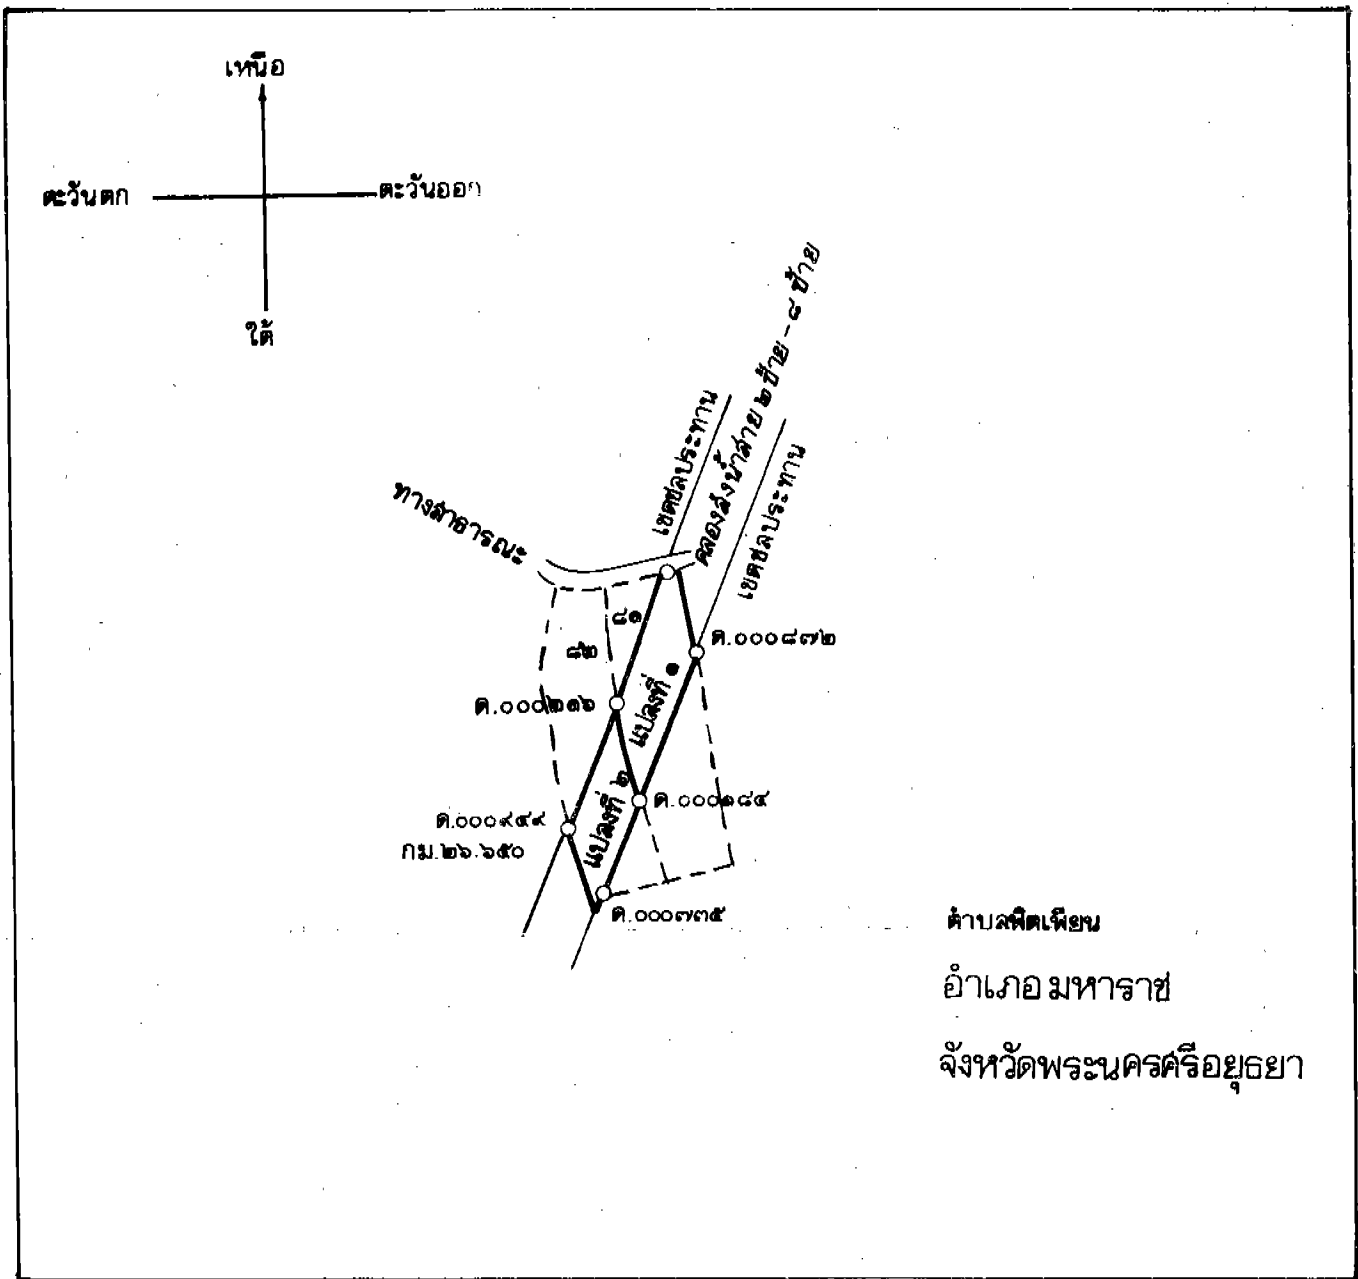 เหนือ
ตะวันตก
ตะวันออก
ใต้
คลองส่งน้ำสาย ๒ ซ้าย - ๘ ซ้าย
เขตชลประทาน
เขตชลประทาน
ทางสาธารณะ
๘๑
๘๒
ด.๐๐๐๘๗๒
แปลงที่ ๑
ด.๐๐๐๒๑๖
แปลงที่ ๒
ด.๐๐๐๑๘๔
ด.๐๐๐๙๔๙
กม.๒๖.๖๕๐
ด.๐๐๐๗๓๕
ตำบลพิตเพียน
อำเภอมหาราช
จังหวัดพระนครศรีอยุธยา